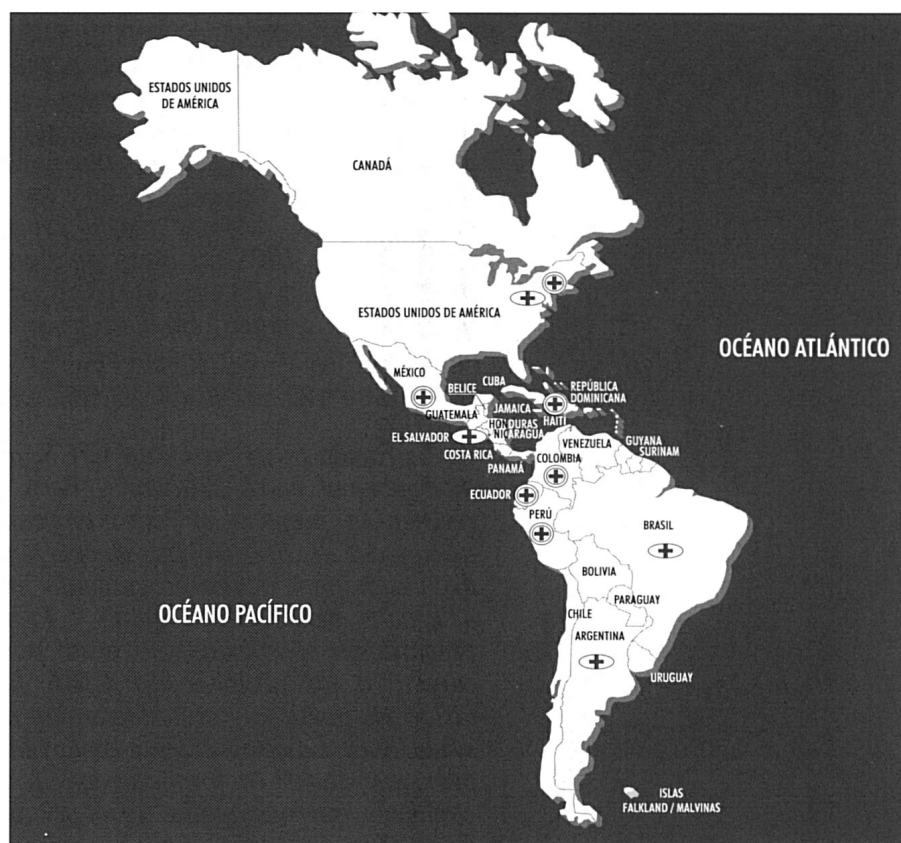 ESTADOS UNIDOS
DE AMÉRICA
CANADÁ
ESTADOS UNIDOS DE AMÉRICA
OCÉANO ATLÁNTICO
MÉXICO
BELICE
CUBA
REPÚBLICA
DOMINICANA
GUATEMALA
JAMAICA
HAITÍ
HONDURAS
NICARAGUA
EL SALVADOR
COSTA RICA
PANAMÁ
VENEZUELA
GUYANA
SURINAM
COLOMBIA
ECUADOR
PERÚ
BRASIL
BOLIVIA
OCÉANO PACÍFICO
PARAGUAY
CHILE
ARGENTINA
URUGUAY
ISLAS
FALKLAND / MALVINAS